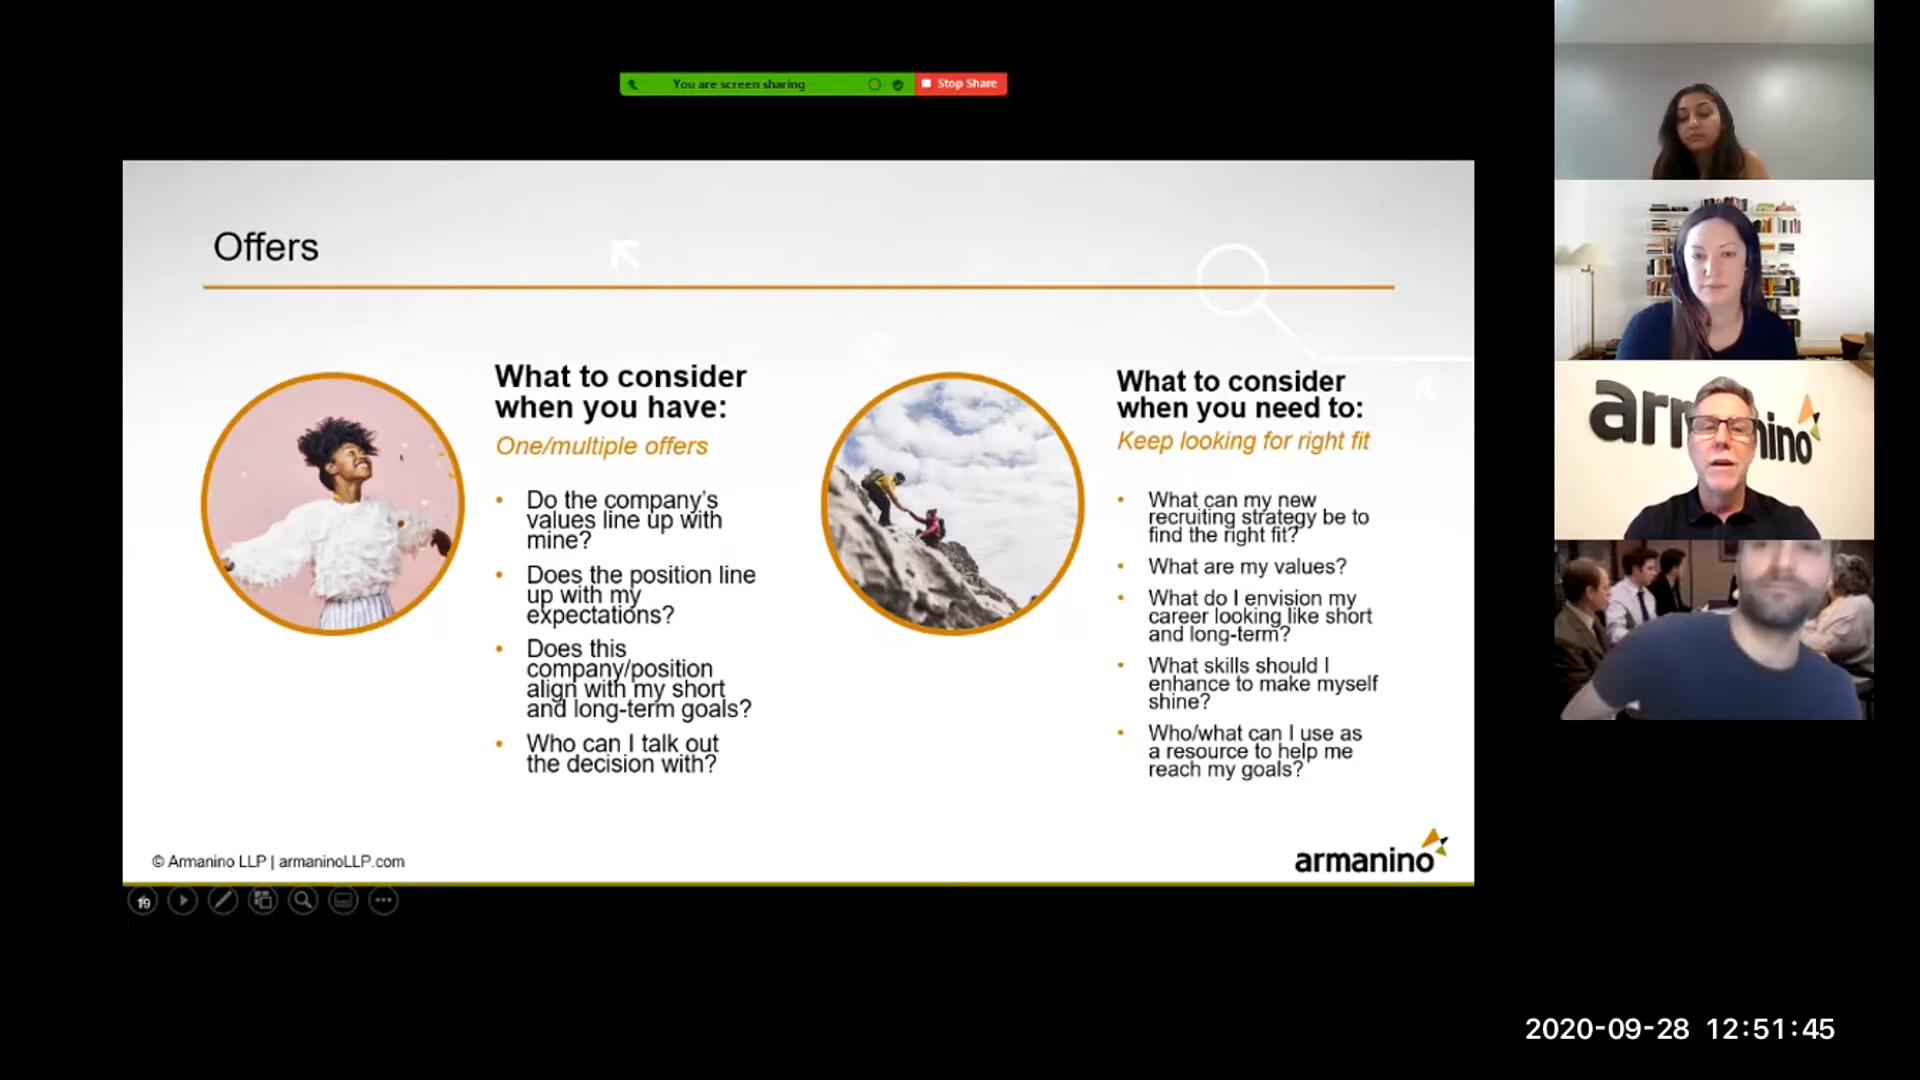 You are screen sharing
Stop Share
Offers
What to consider
when you have:
One/multiple offers
• Do the company's
values line up with
mine?
• Does the position line
up with my
expectations?
• Does this
company/position
align with my short
and long-term goals?
• Who can I talk out
the decision with?
What to consider
when you need to:
Keep looking for right fit
• What can my new
recruiting strategy be to
find the right fit?
• What are my values?
• What do I envision my
career looking like short
and long-term?
• What skills should I
enhance to make myself
shine?
• Who/what can I use as
a resource to help me
reach my goals?
© Armanino LLP | armaninoLLP.com
armanino
19
arm nino
2020-09-28 12:51:45